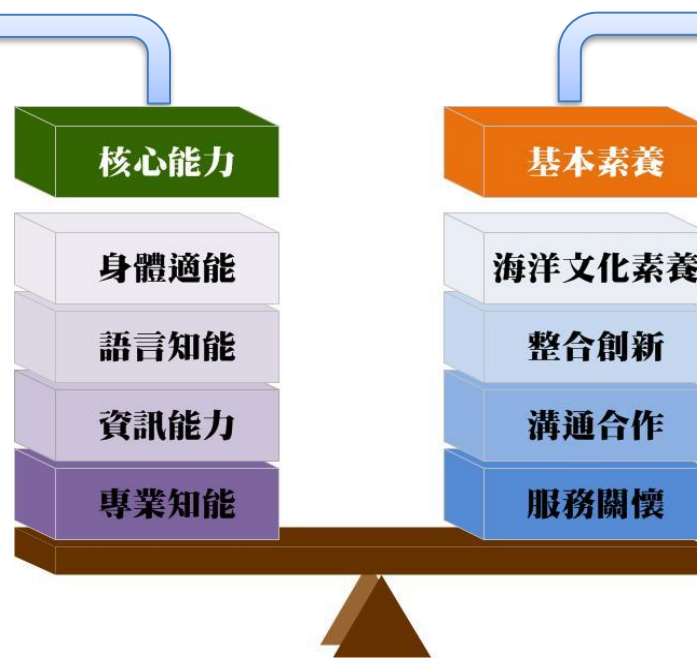 核心能力
身體適能
語言知能
資訊能力
專業知能
基本素養
海洋文化素養
整合創新
溝通合作
服務關懷